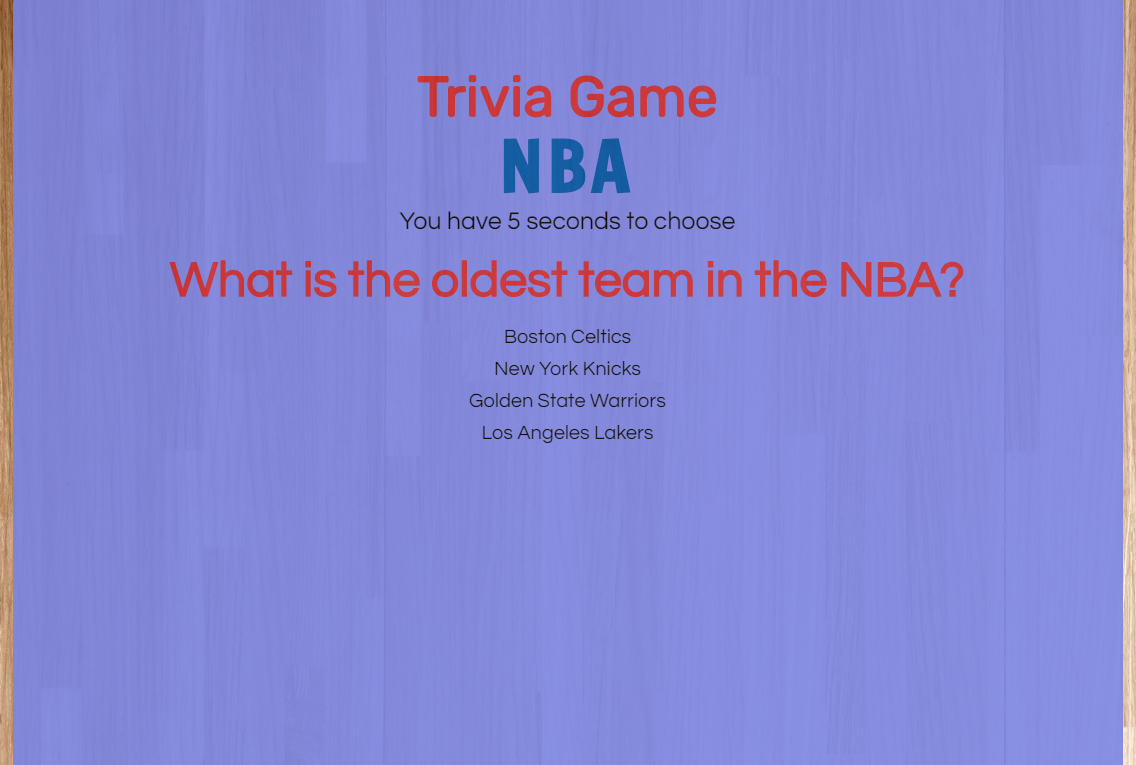 Trivia Game
NBA
You have 5 seconds to choose
What is the oldest team in the NBA?
Boston Celtics
New York Knicks
Golden State Warriors
Los Angeles Lakers